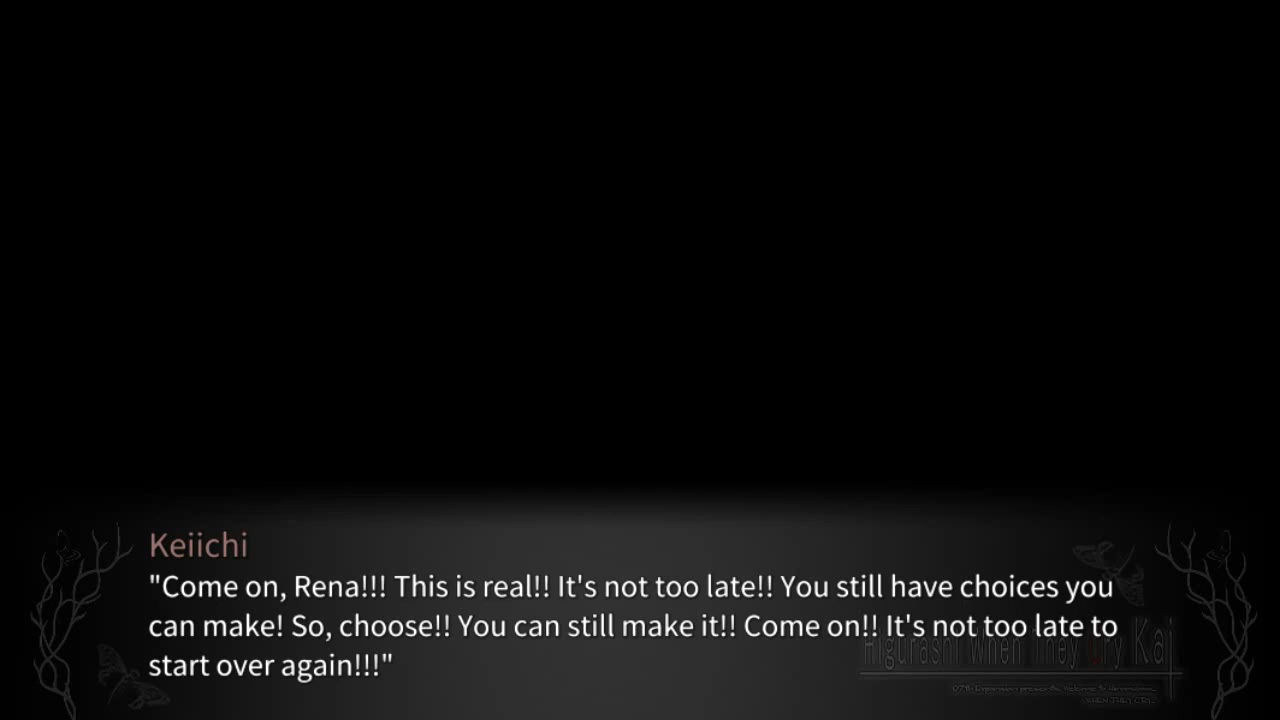 Keiichi
"Come on, Rena!!! This is real!! It's not too late!! You still have choices you
can make! So, choose!! You can still make it!! Come on!! It's not too late to
start over again!!!"
Higurashi When They Cry Kai